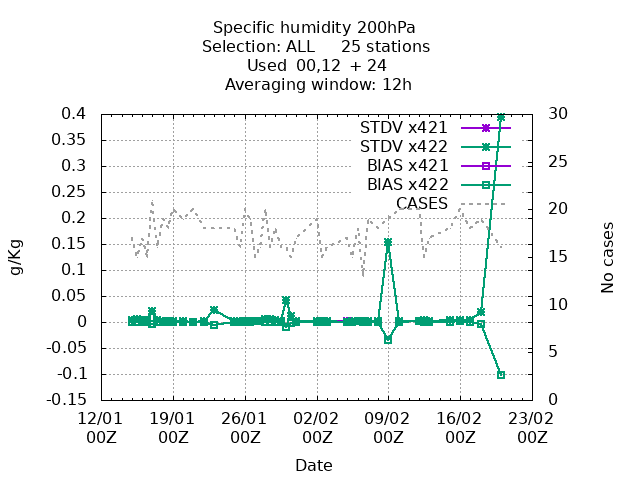 Specific humidity 200hPa
Selection: ALL 25 stations
Used 00,12 + 24
Averaging window: 12h
STDV x421
STDV x422
BIAS x421
BIAS x422
CASES
0.4
0.35
0.3
0.25
0.2
0.15
0.1
0.05
0
-0.05
-0.1
-0.15
g/Kg
30
25
20
15
10
5
0
No cases
12/01 19/01 26/01 02/02 09/02 16/02 23/02
00Z 00Z 00Z 00Z 00Z 00Z 00Z
Date